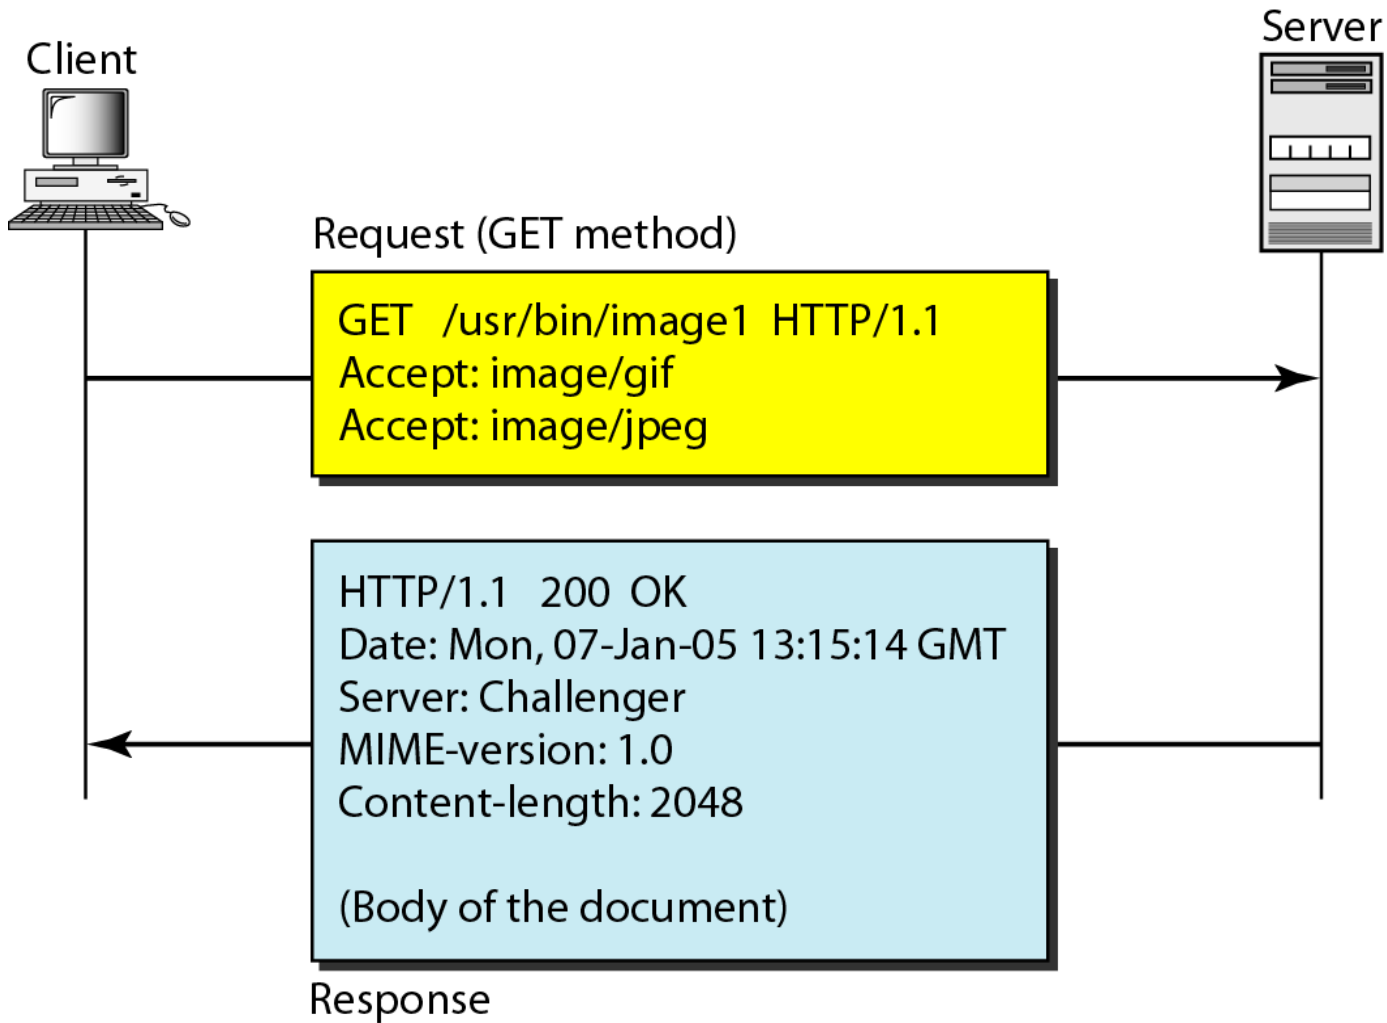 Client
Server
Request (GET method)
GET /usr/bin/image1 HTTP/1.1
Accept: image/gif
Accept: image/jpeg
HTTP/1.1 200 OK
Date: Mon, 07-Jan-05 13:15:14 GMT
Server: Challenger
MIME-version: 1.0
Content-length: 2048
(Body of the document)
Response